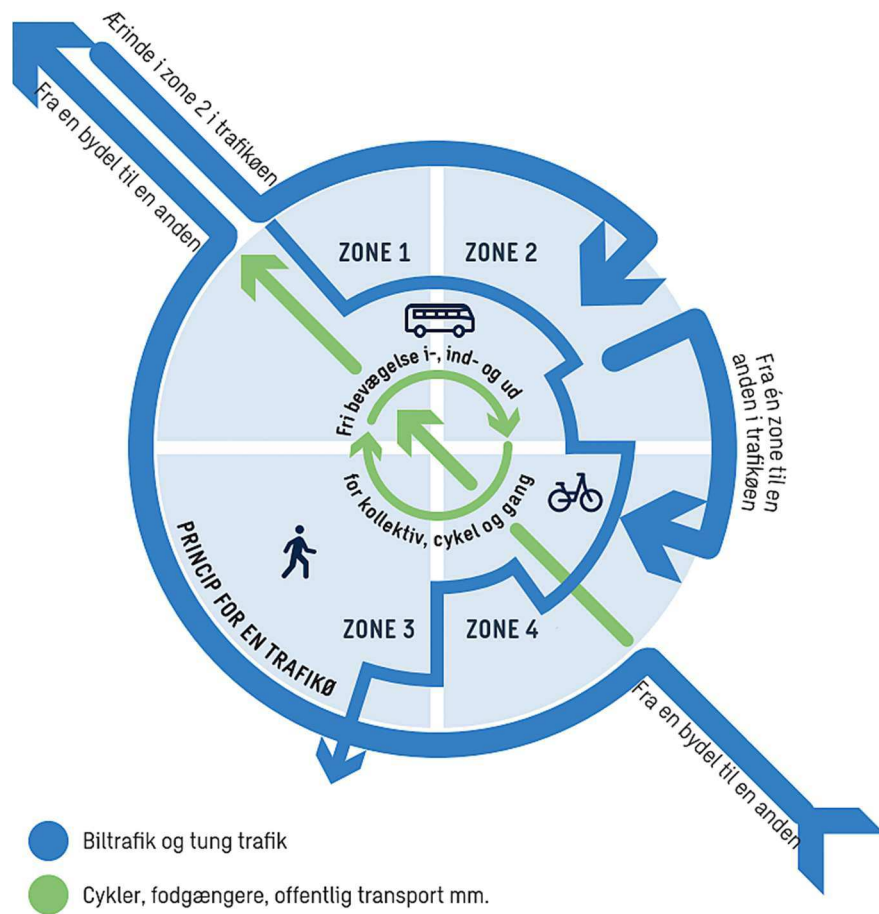 Ærinde i zone 2 i trafikøen
Fra en bydel til en anden
ZONE 1
ZONE 2
Fri bevægelse i-, ind- og ud
for kollektiv, cykel og gang
Fra én zone til en
anden i trafikøen
PRINCIP FOR EN TRAFIKØ
ZONE 3
ZONE 4
Fra en bydel til en anden
Biltrafik og tung trafik
Cykler, fodgængere, offentlig transport mm.